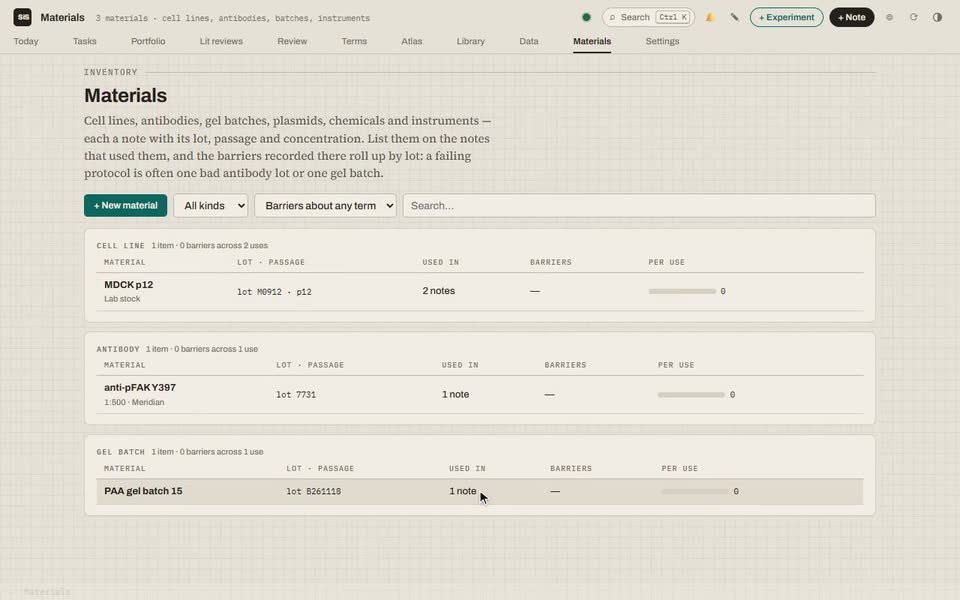 SIS Materials 3 materials · cell lines, antibodies, batches, instruments Search Ctrl K + Experiment + Note
Today Tasks Portfolio Lit reviews Review Terms Atlas Library Data Materials Settings
INVENTORY
Materials
Cell lines, antibodies, gel batches, plasmids, chemicals and instruments —
each a note with its lot, passage and concentration. List them on the notes
that used them, and the barriers recorded there roll up by lot: a failing
protocol is often one bad antibody lot or one gel batch.
+ New material All kinds Barriers about any term Search...
CELL LINE 1 item · 0 barriers across 2 uses
MATERIAL LOT · PASSAGE USED IN BARRIERS PER USE
MDCK p12 lot M0912 · p12 2 notes — 0
Lab stock
ANTIBODY 1 item · 0 barriers across 1 use
MATERIAL LOT · PASSAGE USED IN BARRIERS PER USE
anti-pFAK Y397 lot 7731 1 note — 0
1:500 · Meridian
GEL BATCH 1 item · 0 barriers across 1 use
MATERIAL LOT · PASSAGE USED IN BARRIERS PER USE
PAA gel batch 15 lot B261118 1 note — 0
Materials